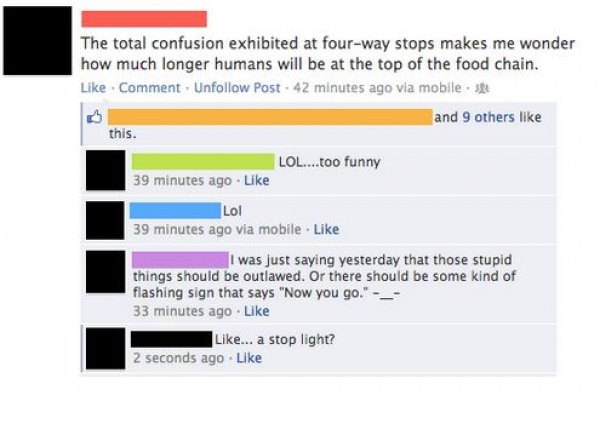 The total confusion exhibited at four-way stops makes me wonder
how much longer humans will be at the top of the food chain.
Like · Comment · Unfollow Post · 42 minutes ago via mobile ·
and 9 others like
this.
LOL....too funny
39 minutes ago · Like
Lol
39 minutes ago via mobile · Like
I was just saying yesterday that those stupid
things should be outlawed. Or there should be some kind of
flashing sign that says "Now you go." -__-
33 minutes ago · Like
Like... a stop light?
2 seconds ago · Like